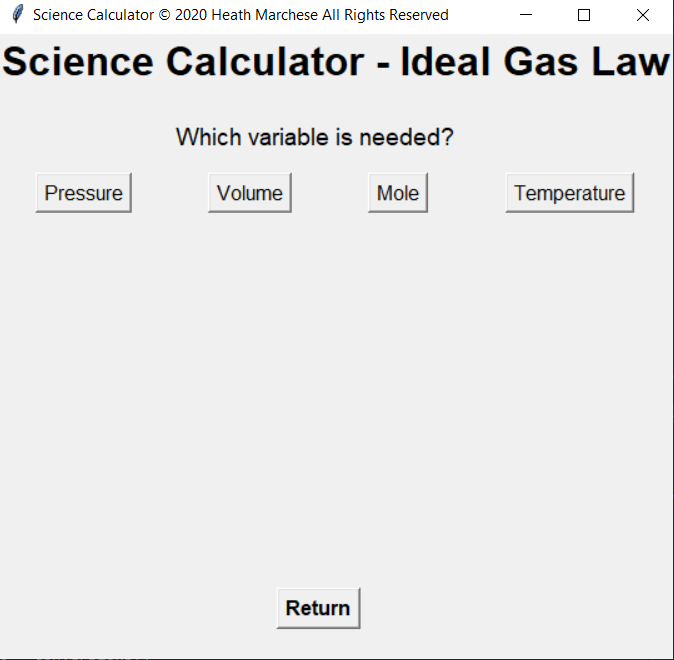 Science Calculator © 2020 Heath Marchese All Rights Reserved
Science Calculator - Ideal Gas Law
Which variable is needed?
Pressure Volume Mole Temperature
Return